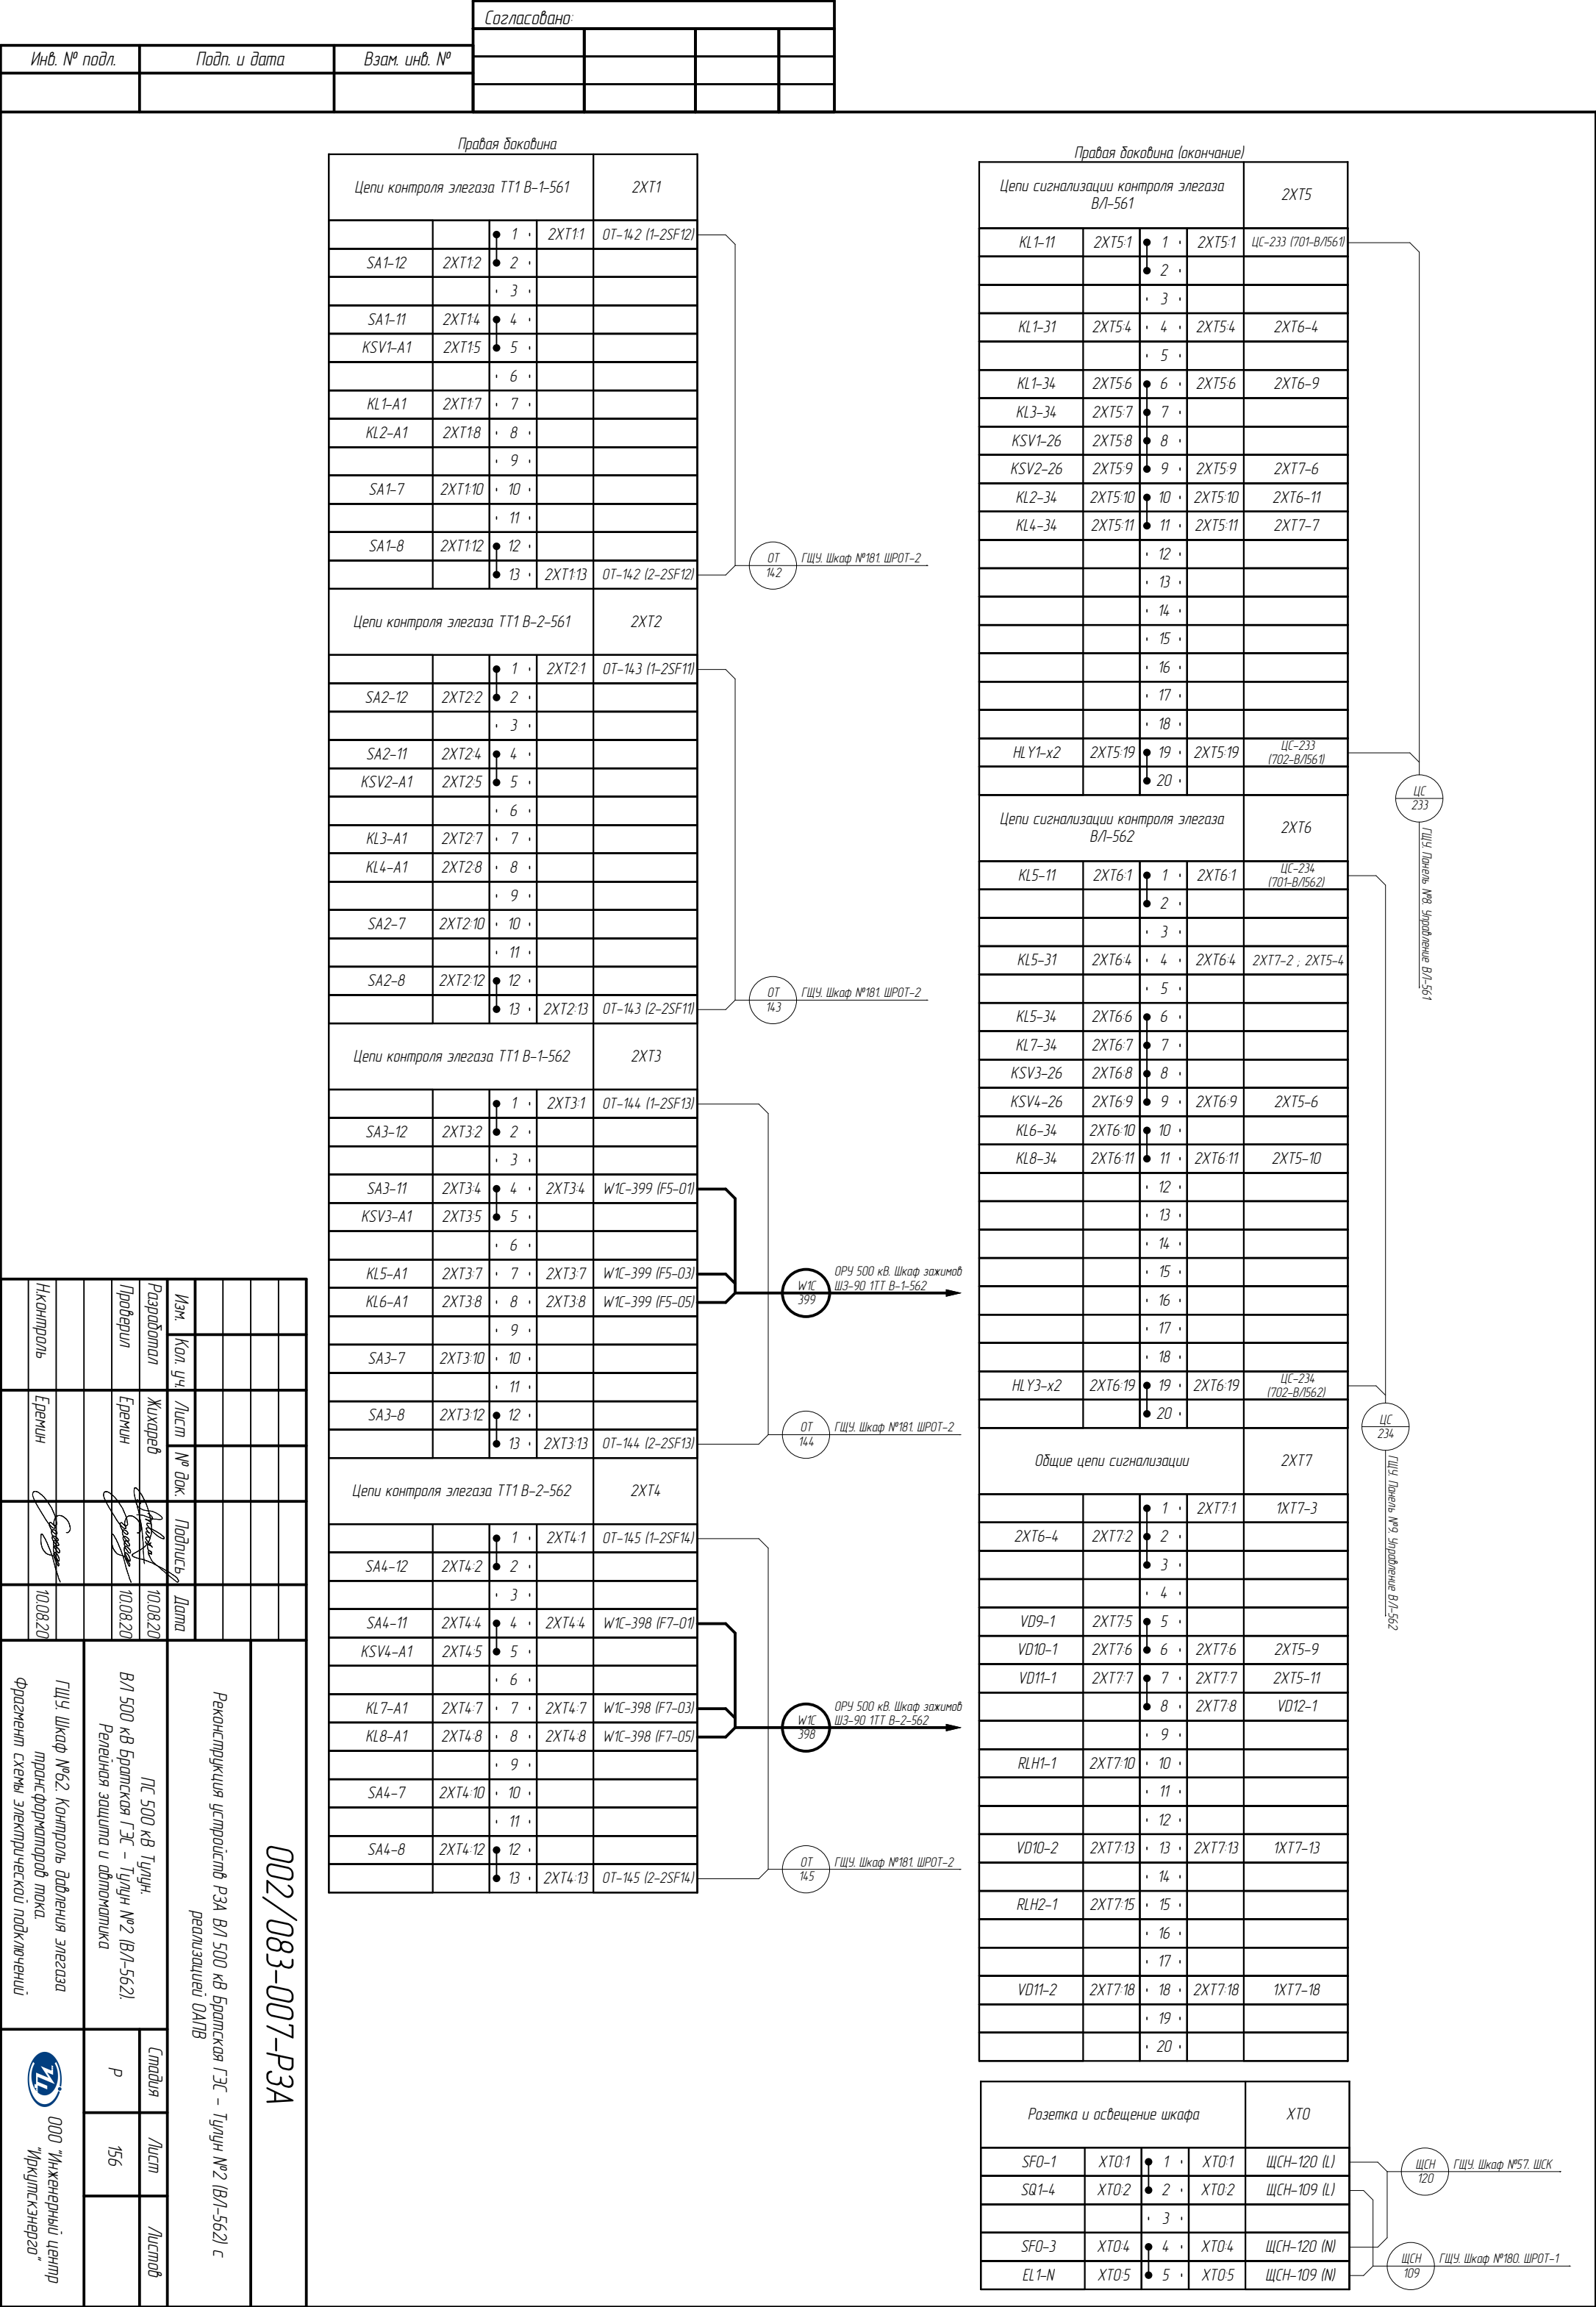 Согласовано:
Инв. № подл. Подп. и дата Взам. инв. №
Правая боковина
Цепи контроля элегаза ТТ1 В-1-561 2XT1
1 2XT1:1 ОТ-142 (1-2SF12)
SA1-12 2XT1:2 2
3
SA1-11 2XT1:4 4
KSV1-A1 2XT1:5 5
6
KL1-A1 2XT1:7 7
KL2-A1 2XT1:8 8
9
SA1-7 2XT1:10 10
11
SA1-8 2XT1:12 12
13 2XT1:13 ОТ-142 (2-2SF12)
ОТ 142 ГЩУ. Шкаф №181. ШРОТ-2
Цепи контроля элегаза ТТ1 В-2-561 2XT2
1 2XT2:1 ОТ-143 (1-2SF11)
SA2-12 2XT2:2 2
3
SA2-11 2XT2:4 4
KSV2-A1 2XT2:5 5
6
KL3-A1 2XT2:7 7
KL4-A1 2XT2:8 8
9
SA2-7 2XT2:10 10
11
SA2-8 2XT2:12 12
13 2XT2:13 ОТ-143 (2-2SF11)
ОТ 143 ГЩУ. Шкаф №181. ШРОТ-2
Цепи контроля элегаза ТТ1 В-1-562 2XT3
1 2XT3:1 ОТ-144 (1-2SF13)
SA3-12 2XT3:2 2
3
SA3-11 2XT3:4 4 2XT3:4 W1C-399 (F5-01)
KSV3-A1 2XT3:5 5
6
KL5-A1 2XT3:7 7 2XT3:7 W1C-399 (F5-03)
KL6-A1 2XT3:8 8 2XT3:8 W1C-399 (F5-05)
9
SA3-7 2XT3:10 10
11
SA3-8 2XT3:12 12
13 2XT3:13 ОТ-144 (2-2SF13)
W1C 399 ОРУ 500 кВ. Шкаф зажимов
ШЗ-90 1ТТ В-1-562
ОТ 144 ГЩУ. Шкаф №181. ШРОТ-2
Цепи контроля элегаза ТТ1 В-2-562 2XT4
1 2XT4:1 ОТ-145 (1-2SF14)
SA4-12 2XT4:2 2
3
SA4-11 2XT4:4 4 2XT4:4 W1C-398 (F7-01)
KSV4-A1 2XT4:5 5
6
KL7-A1 2XT4:7 7 2XT4:7 W1C-398 (F7-03)
KL8-A1 2XT4:8 8 2XT4:8 W1C-398 (F7-05)
9
SA4-7 2XT4:10 10
11
SA4-8 2XT4:12 12
13 2XT4:13 ОТ-145 (2-2SF14)
W1C 398 ОРУ 500 кВ. Шкаф зажимов
ШЗ-90 1ТТ В-2-562
ОТ 145 ГЩУ. Шкаф №181. ШРОТ-2
Правая боковина (окончание)
Цепи сигнализации контроля элегаза
ВЛ-561 2XT5
KL1-11 2XT5:1 1 2XT5:1 ЦС-233 (701-ВЛ561)
2
3
KL1-31 2XT5:4 4 2XT5:4 2XT6-4
5
KL1-34 2XT5:6 6 2XT5:6 2XT6-9
KL3-34 2XT5:7 7
KSV1-26 2XT5:8 8
KSV2-26 2XT5:9 9 2XT5:9 2XT7-6
KL2-34 2XT5:10 10 2XT5:10 2XT6-11
KL4-34 2XT5:11 11 2XT5:11 2XT7-7
12
13
14
15
16
17
18
HLY1-x2 2XT5:19 19 2XT5:19 ЦС-233
(702-ВЛ561)
20
ЦС 233 ГЩУ. Панель №8. Управление ВЛ-561
Цепи сигнализации контроля элегаза
ВЛ-562 2XT6
KL5-11 2XT6:1 1 2XT6:1 ЦС-234
(701-ВЛ562)
2
3
KL5-31 2XT6:4 4 2XT6:4 2XT7-2 ; 2XT5-4
5
KL5-34 2XT6:6 6
KL7-34 2XT6:7 7
KSV3-26 2XT6:8 8
KSV4-26 2XT6:9 9 2XT6:9 2XT5-6
KL6-34 2XT6:10 10
KL8-34 2XT6:11 11 2XT6:11 2XT5-10
12
13
14
15
16
17
18
HLY3-x2 2XT6:19 19 2XT6:19 ЦС-234
(702-ВЛ562)
20
ЦС 234 ГЩУ. Панель №9. Управление ВЛ-562
Общие цепи сигнализации 2XT7
1 2XT7:1 1XT7-3
2XT6-4 2XT7:2 2
3
4
VD9-1 2XT7:5 5
VD10-1 2XT7:6 6 2XT7:6 2XT5-9
VD11-1 2XT7:7 7 2XT7:7 2XT5-11
8 2XT7:8 VD12-1
9
RLH1-1 2XT7:10 10
11
12
VD10-2 2XT7:13 13 2XT7:13 1XT7-13
14
RLH2-1 2XT7:15 15
16
17
VD11-2 2XT7:18 18 2XT7:18 1XT7-18
19
20
Розетка и освещение шкафа XT0
SF0-1 XT0:1 1 XT0:1 ЩСН-120 (L)
SQ1-4 XT0:2 2 XT0:2 ЩСН-109 (L)
3
SF0-3 XT0:4 4 XT0:4 ЩСН-120 (N)
EL1-N XT0:5 5 XT0:5 ЩСН-109 (N)
ЩСН 120 ГЩУ. Шкаф №57. ШСК
ЩСН 109 ГЩУ. Шкаф №180. ШРОТ-1
002/083-007-РЗА
Реконструкция устройств РЗА ВЛ 500 кВ Братская ГЭС - Тулун №2 (ВЛ-562) с
реализацией ОАПВ
Изм. Кол. уч. Лист № док. Подпись Дата
Разработал Жихарев 10.08.20
Проверил Еремин 10.08.20
Н.контроль Еремин 10.08.20
ПС 500 кВ Тулун.
ВЛ 500 кВ Братская ГЭС - Тулун №2 (ВЛ-562).
Релейная защита и автоматика
Стадия Лист Листов
Р 156
ГЩУ. Шкаф №62. Контроль давления элегаза
трансформаторов тока.
Фрагмент схемы электрической подключений
ООО "Инженерный центр
"Иркутскэнерго"